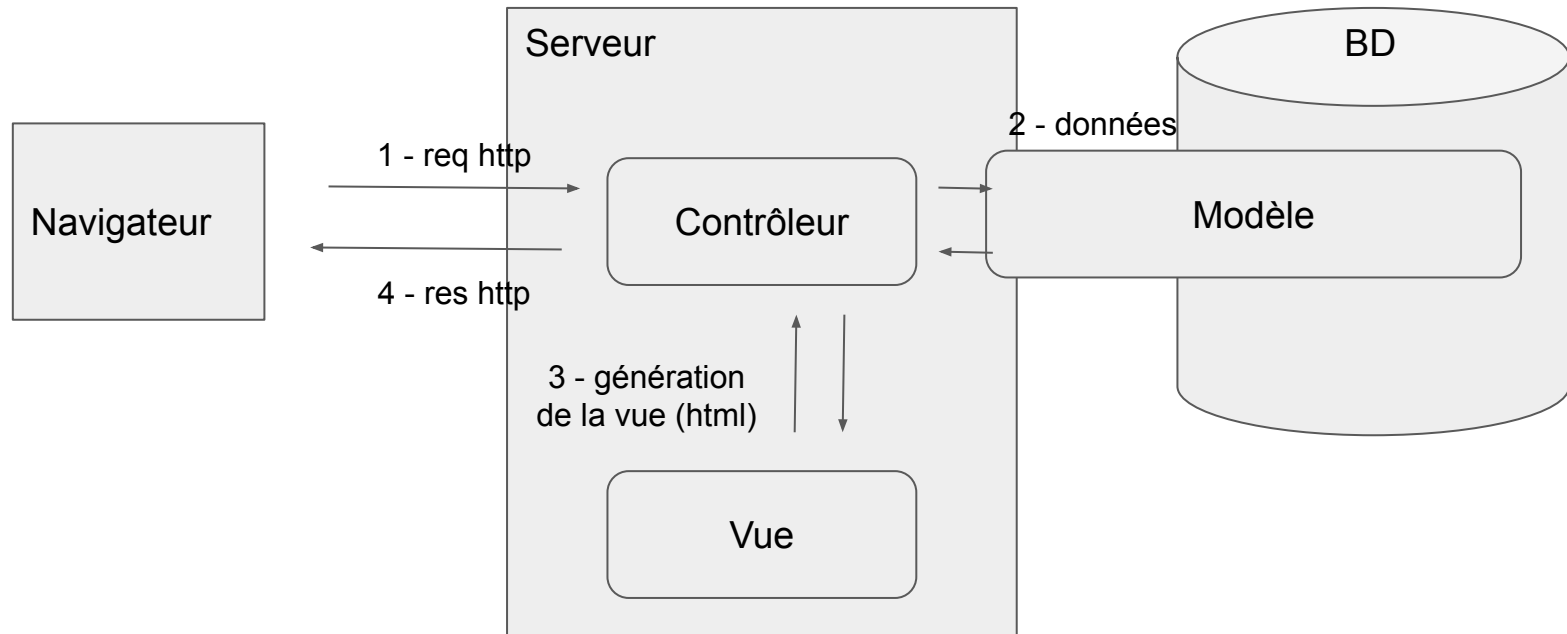 Serveur
BD
2 - données
1 - req http
Navigateur
Contrôleur
Modèle
4 - res http
3 - génération
de la vue (html)
Vue